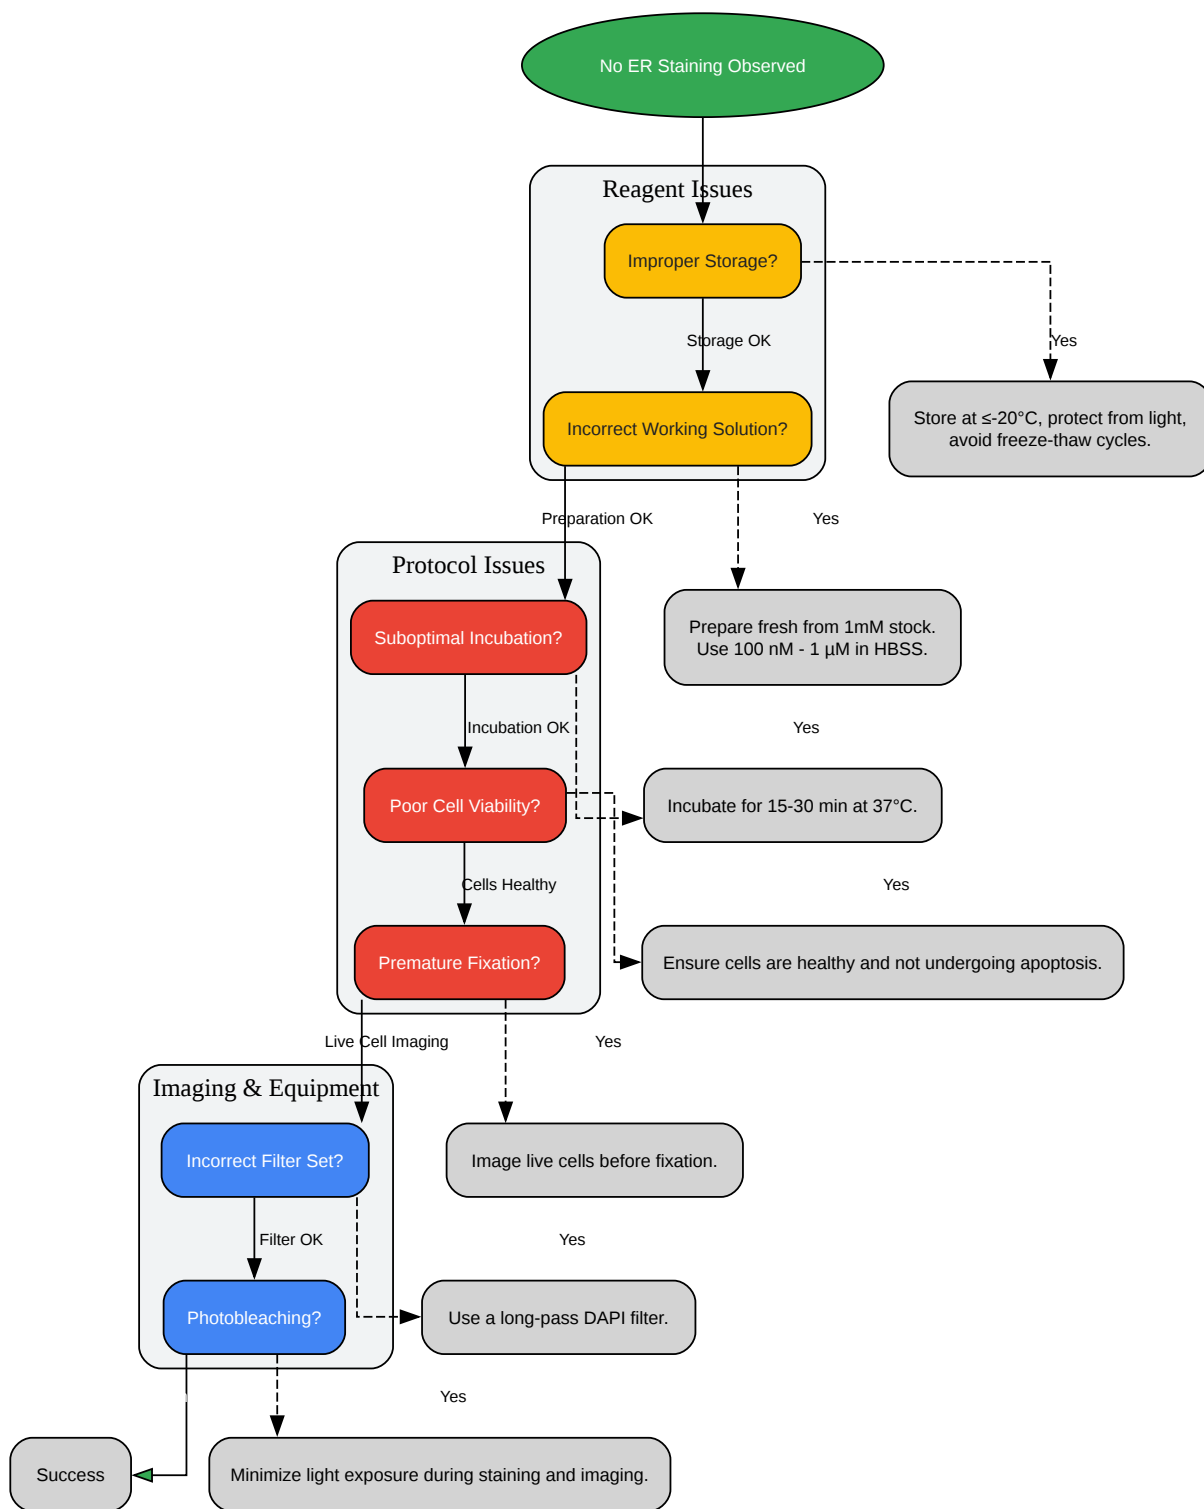 No ER Staining Observed
Reagent Issues
Improper Storage?
Storage OK
Yes
Store at ≤-20°C, protect from light,
avoid freeze-thaw cycles.
Incorrect Working Solution?
Preparation OK
Yes
Protocol Issues
Prepare fresh from 1mM stock.
Use 100 nM - 1 µM in HBSS.
Suboptimal Incubation?
Incubation OK
Yes
Poor Cell Viability?
Incubate for 15-30 min at 37°C.
Cells Healthy
Yes
Premature Fixation?
Ensure cells are healthy and not undergoing apoptosis.
Live Cell Imaging
Yes
Imaging & Equipment
Incorrect Filter Set?
Image live cells before fixation.
Filter OK
Yes
Photobleaching?
Use a long-pass DAPI filter.
Yes
Success
Minimize light exposure during staining and imaging.